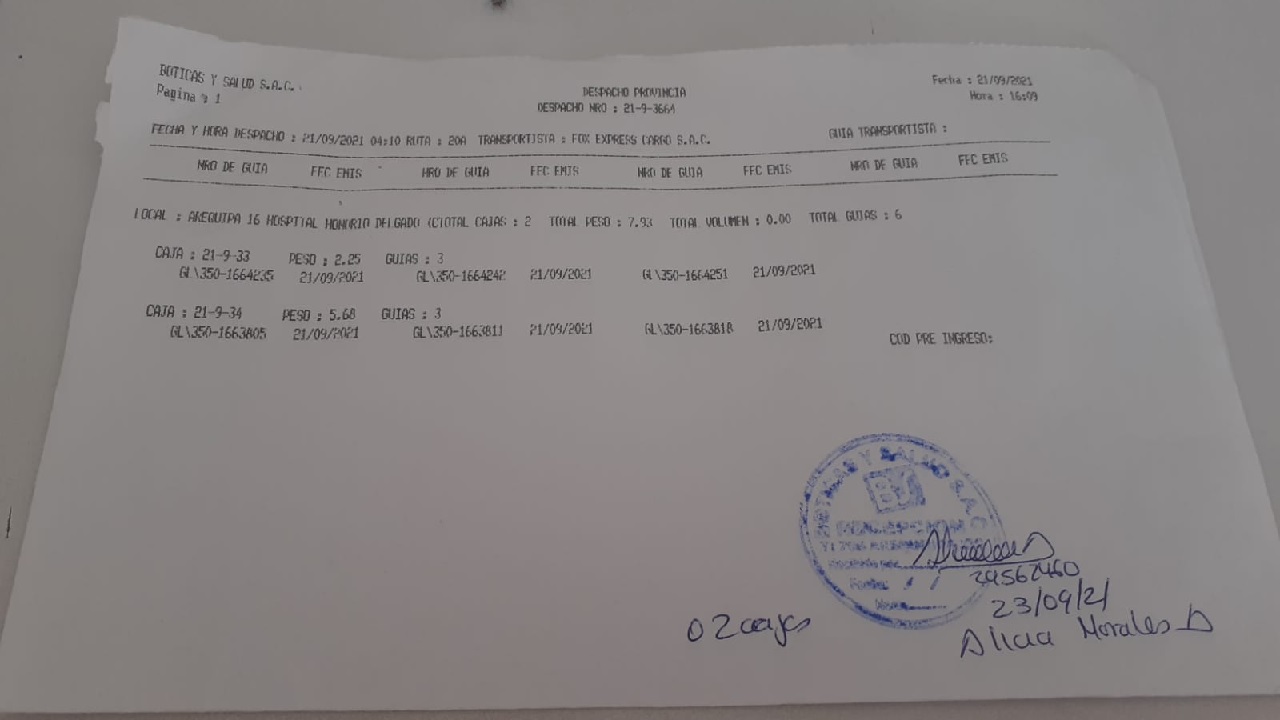 BOTICAS Y SALUD S.A.C.
Pagina : 1
DESPACHO PROVINCIA
DESPACHO NRO : 21-9-3664
Fecha : 21/09/2021
Hora : 16:09
FECHA Y HORA DESPACHO : 21/09/2021 04:10 RUTA : 20A TRANSPORTISTA : FOX EXPRESS CARGO S.A.C. GUIA TRANSPORTISTA :
NRO DE GUIA FEC EMIS NRO DE GUIA FEC EMIS NRO DE GUIA FEC EMIS NRO DE GUIA FEC EMIS
LOCAL : AREQUIPA 16 HOSPITAL HONORIO DELGADO (C)TOTAL CAJAS : 2 TOTAL PESO : 7.93 TOTAL VOLUMEN : 0.00 TOTAL GUIAS : 6
CAJA : 21-9-33 PESO : 2.25 GUIAS : 3
GL\350-1664235 21/09/2021 GL\350-1664242 21/09/2021 GL\350-1664251 21/09/2021
CAJA : 21-9-34 PESO : 5.68 GUIAS : 3
GL\350-1663805 21/09/2021 GL\350-1663811 21/09/2021 GL\350-1663818 21/09/2021
COD PRE INGRESO:
BOTICAS Y SALUD S.A.C.
BS
RECEPCION
Fecha: / /
29562460
23/09/21
02 cajas
Alicia Morales D